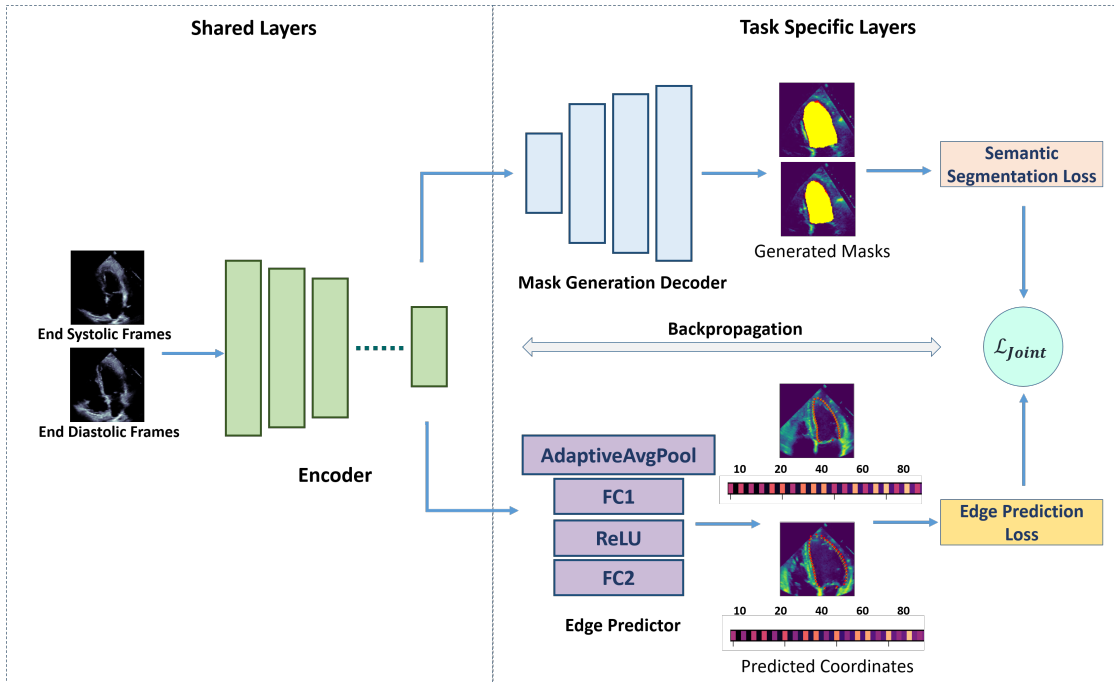 Shared Layers
Task Specific Layers
End Systolic Frames
End Diastolic Frames
Encoder
Mask Generation Decoder
Generated Masks
Semantic
Segmentation Loss
Backpropagation
ℒJoint
AdaptiveAvgPool
FC1
ReLU
FC2
Edge Predictor
10 20 40 60 80
10 20 40 60 80
Predicted Coordinates
Edge Prediction
Loss